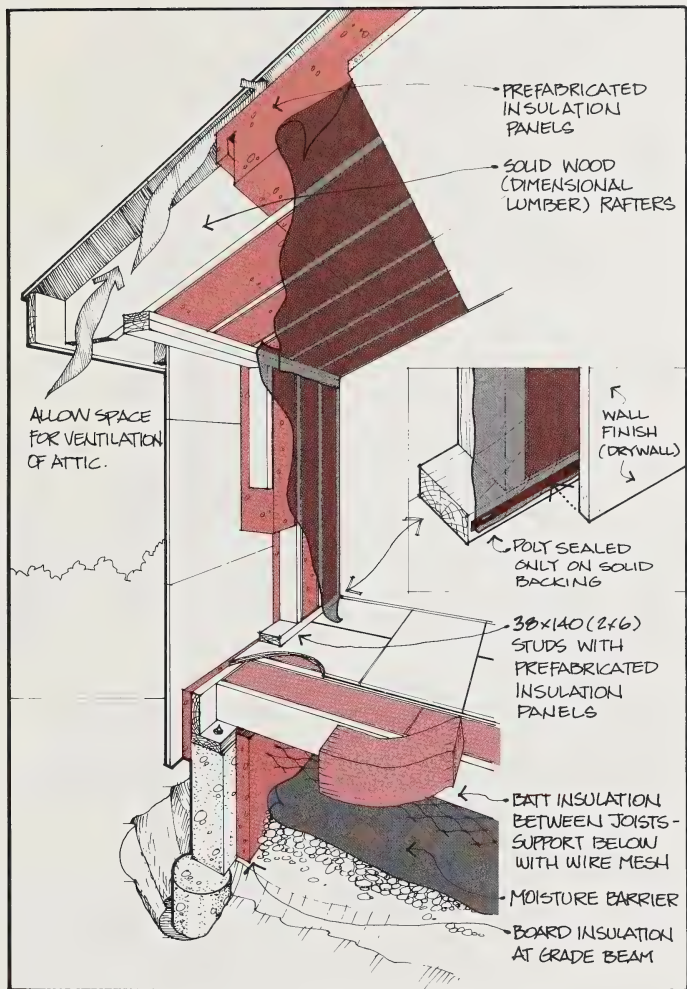 PREFABRICATED
INSULATION
PANELS
SOLID WOOD
(DIMENSIONAL
LUMBER) RAFTERS
ALLOW SPACE
FOR VENTILATION
OF ATTIC.
WALL
FINISH
(DRYWALL)
POLY SEALED
ONLY ON SOLID
BACKING
38x140 (2x6)
STUDS WITH
PREFABRICATED
INSULATION
PANELS
BATT INSULATION
BETWEEN JOISTS-
SUPPORT BELOW
WITH WIRE MESH
MOISTURE BARRIER
BOARD INSULATION
AT GRADE BEAM